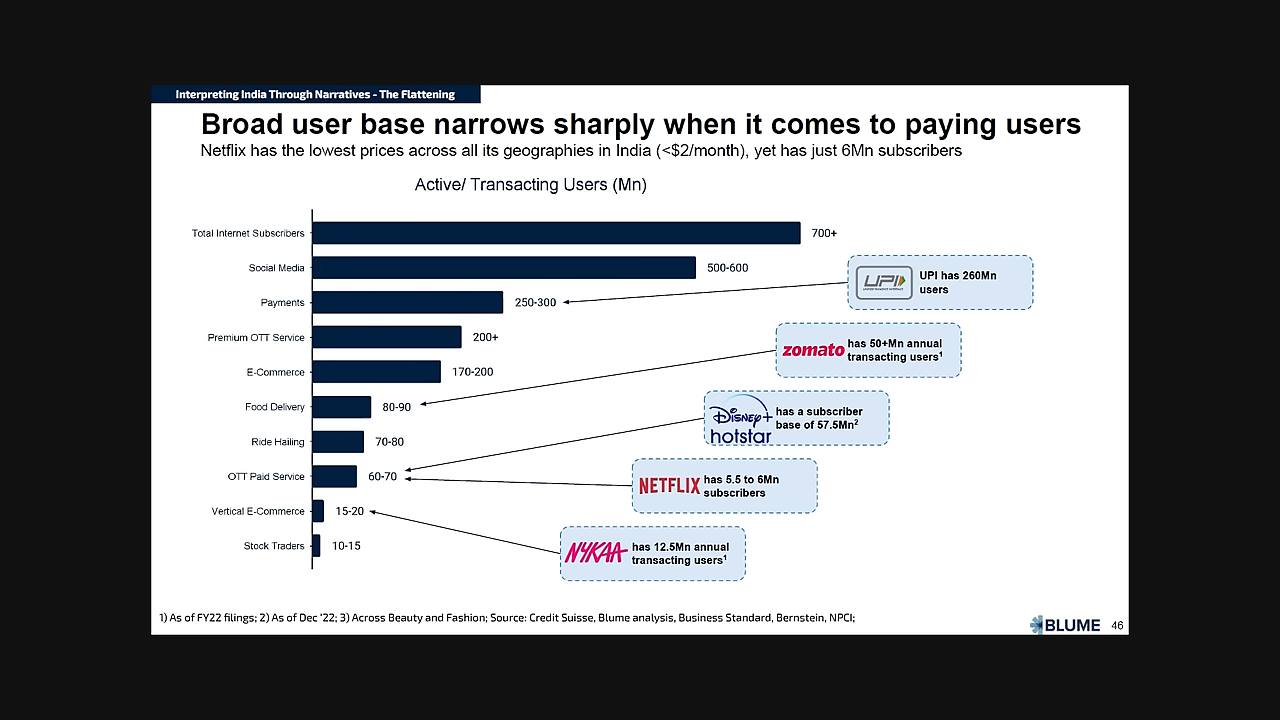 Interpreting India Through Narratives - The Flattening
Broad user base narrows sharply when it comes to paying users
Netflix has the lowest prices across all its geographies in India (<$2/month), yet has just 6Mn subscribers
Active/ Transacting Users (Mn)
Total Internet Subscribers 700+
Social Media 500-600
Payments 250-300
Premium OTT Service 200+
E-Commerce 170-200
Food Delivery 80-90
Ride Hailing 70-80
OTT Paid Service 60-70
Vertical E-Commerce 15-20
Stock Traders 10-15
UPI
UPI has 260Mn
users
zomato
has 50+Mn annual
transacting users¹
Disney+
hotstar
has a subscriber
base of 57.5Mn²
NETFLIX
has 5.5 to 6Mn
subscribers
NYKAA
has 12.5Mn annual
transacting users¹
1) As of FY22 filings; 2) As of Dec '22; 3) Across Beauty and Fashion; Source: Credit Suisse, Blume analysis, Business Standard, Bernstein, NPCI;
BLUME 46